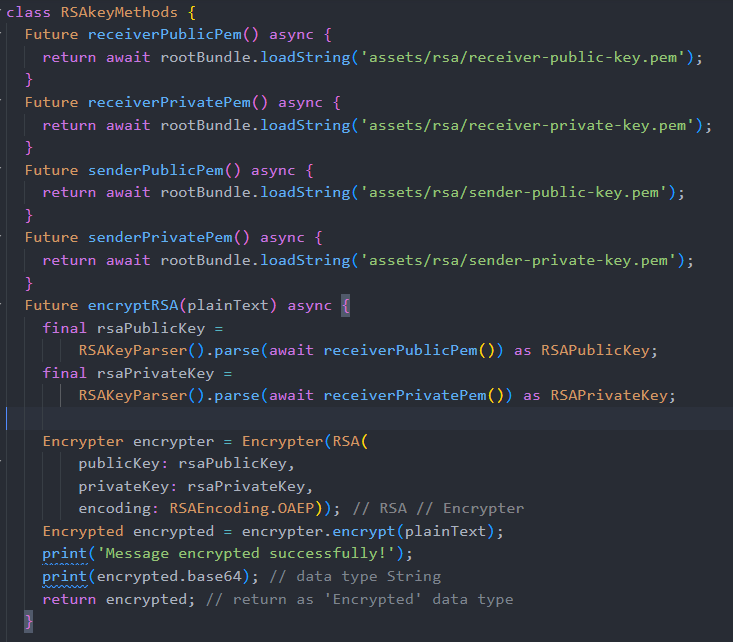 class RSAkeyMethods {
  Future receiverPublicPem() async {
    return await rootBundle.loadString('assets/rsa/receiver-public-key.pem');
  }
  Future receiverPrivatePem() async {
    return await rootBundle.loadString('assets/rsa/receiver-private-key.pem');
  }
  Future senderPublicPem() async {
    return await rootBundle.loadString('assets/rsa/sender-public-key.pem');
  }
  Future senderPrivatePem() async {
    return await rootBundle.loadString('assets/rsa/sender-private-key.pem');
  }
  Future encryptRSA(plainText) async {
    final rsaPublicKey =
        RSAKeyParser().parse(await receiverPublicPem()) as RSAPublicKey;
    final rsaPrivateKey =
        RSAKeyParser().parse(await receiverPrivatePem()) as RSAPrivateKey;

    Encrypter encrypter = Encrypter(RSA(
        publicKey: rsaPublicKey,
        privateKey: rsaPrivateKey,
        encoding: RSAEncoding.OAEP)); // RSA // Encrypter
    Encrypted encrypted = encrypter.encrypt(plainText);
    print('Message encrypted successfully!');
    print(encrypted.base64); // data type String
    return encrypted; // return as 'Encrypted' data type
  }